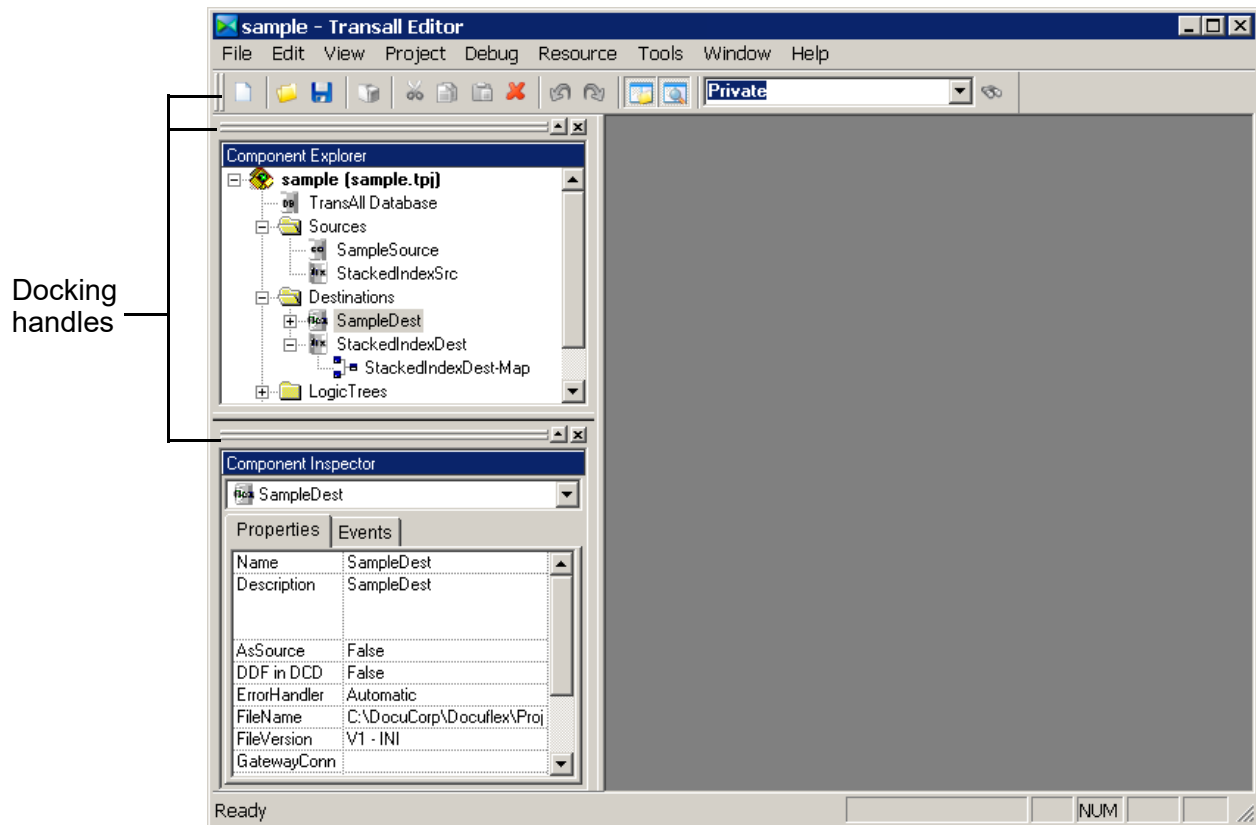 sample - Transall Editor
File Edit View Project Debug Resource Tools Window Help
Private
Component Explorer
sample (sample.tpj)
TransAll Database
Sources
SampleSource
StackedIndexSrc
Destinations
SampleDest
StackedIndexDest
StackedIndexDest-Map
LogicTrees
Docking
handles
Component Inspector
SampleDest
Properties Events
Name SampleDest
Description SampleDest
AsSource False
DDF in DCD False
ErrorHandler Automatic
FileName C:\DocuCorp\Docuflex\Proj
FileVersion V1 - INI
GatewayConn
Ready NUM